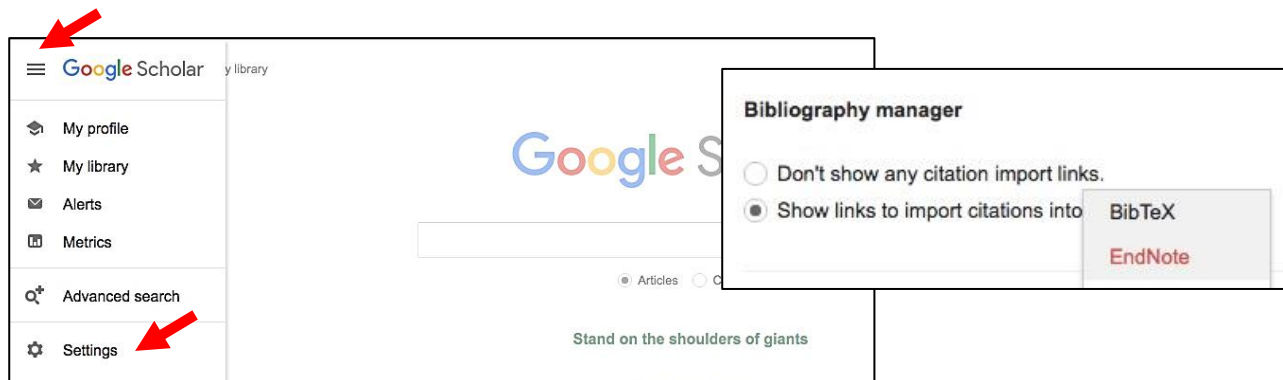 Google Scholar
y library
My profile
My library
Alerts
Metrics
Advanced search
Settings
Google S
Articles C
Stand on the shoulders of giants
Bibliography manager
Don't show any citation import links.
Show links to import citations into
BibTeX
EndNote